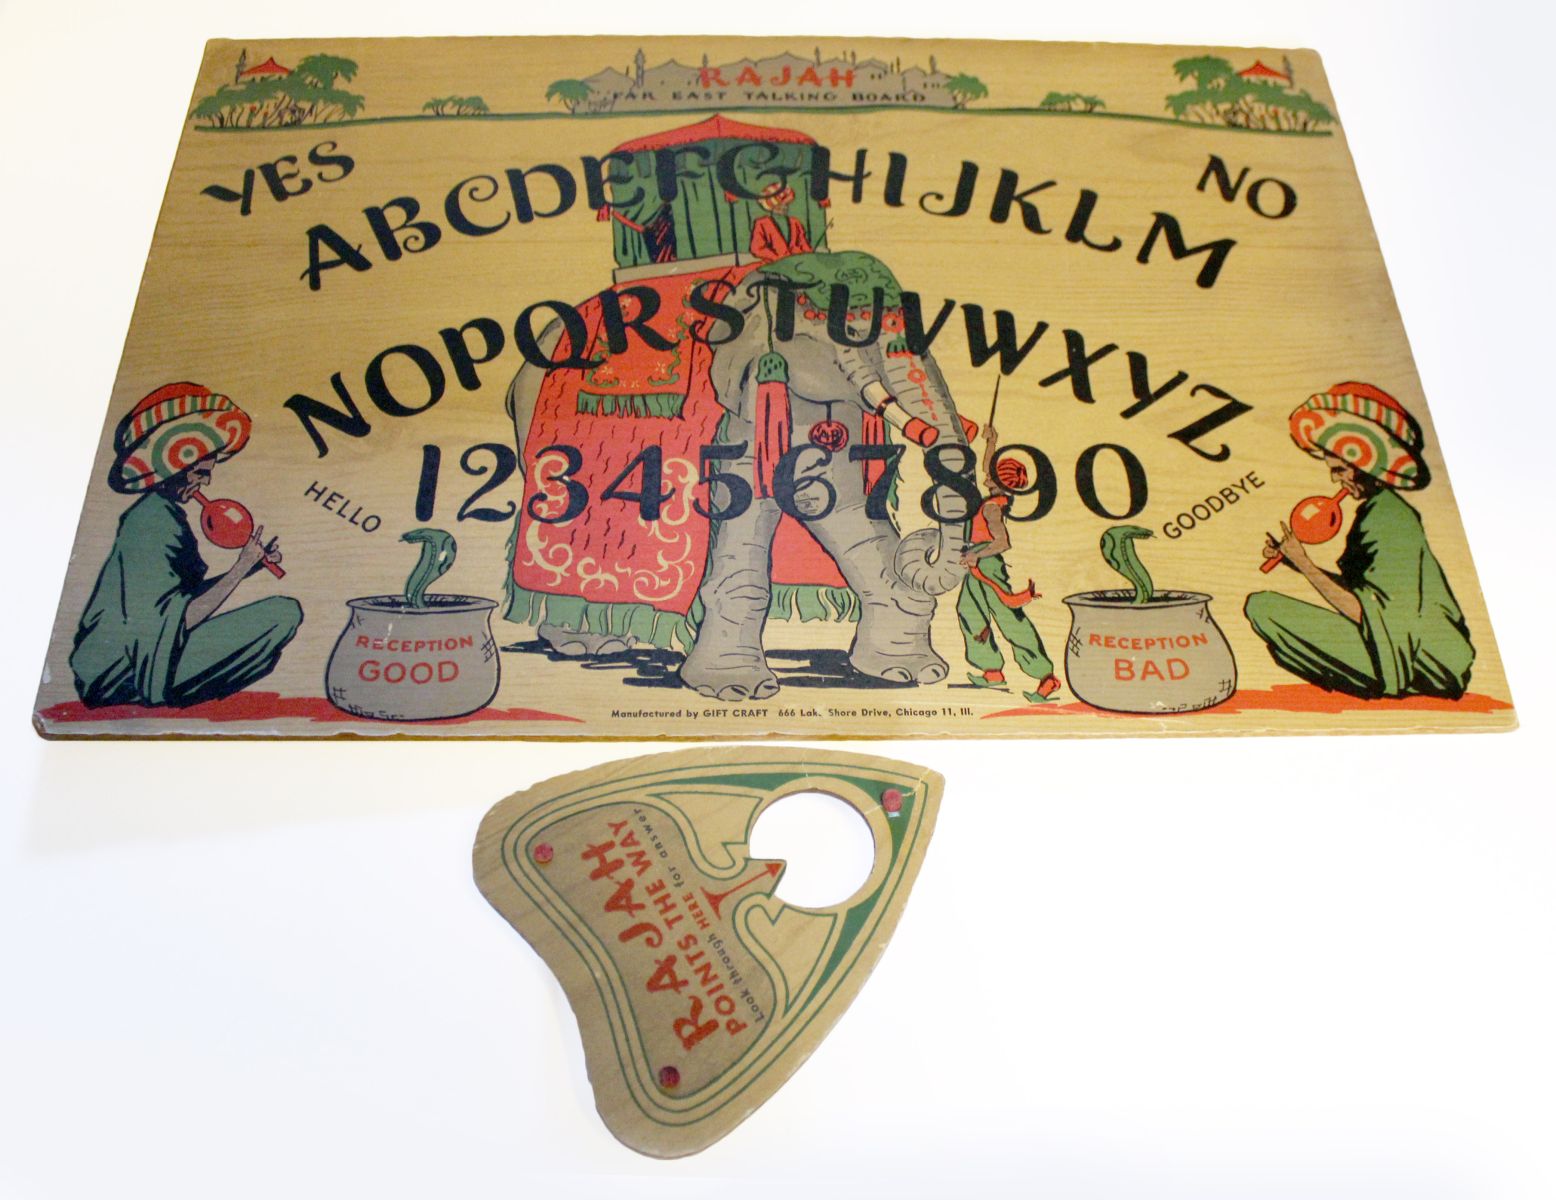 RAJAH
FAR EAST TALKING BOARD
YES
NO
ABCDEFGHIJKLM
NOPQRSTUVWXYZ
1234567890
HELLO
GOODBYE
RECEPTION
GOOD
RECEPTION
BAD
Manufactured by GIFT CRAFT 666 Lake Shore Drive, Chicago 11, Ill.
RAJAH
POINTS THE WAY
Look through HERE for answer